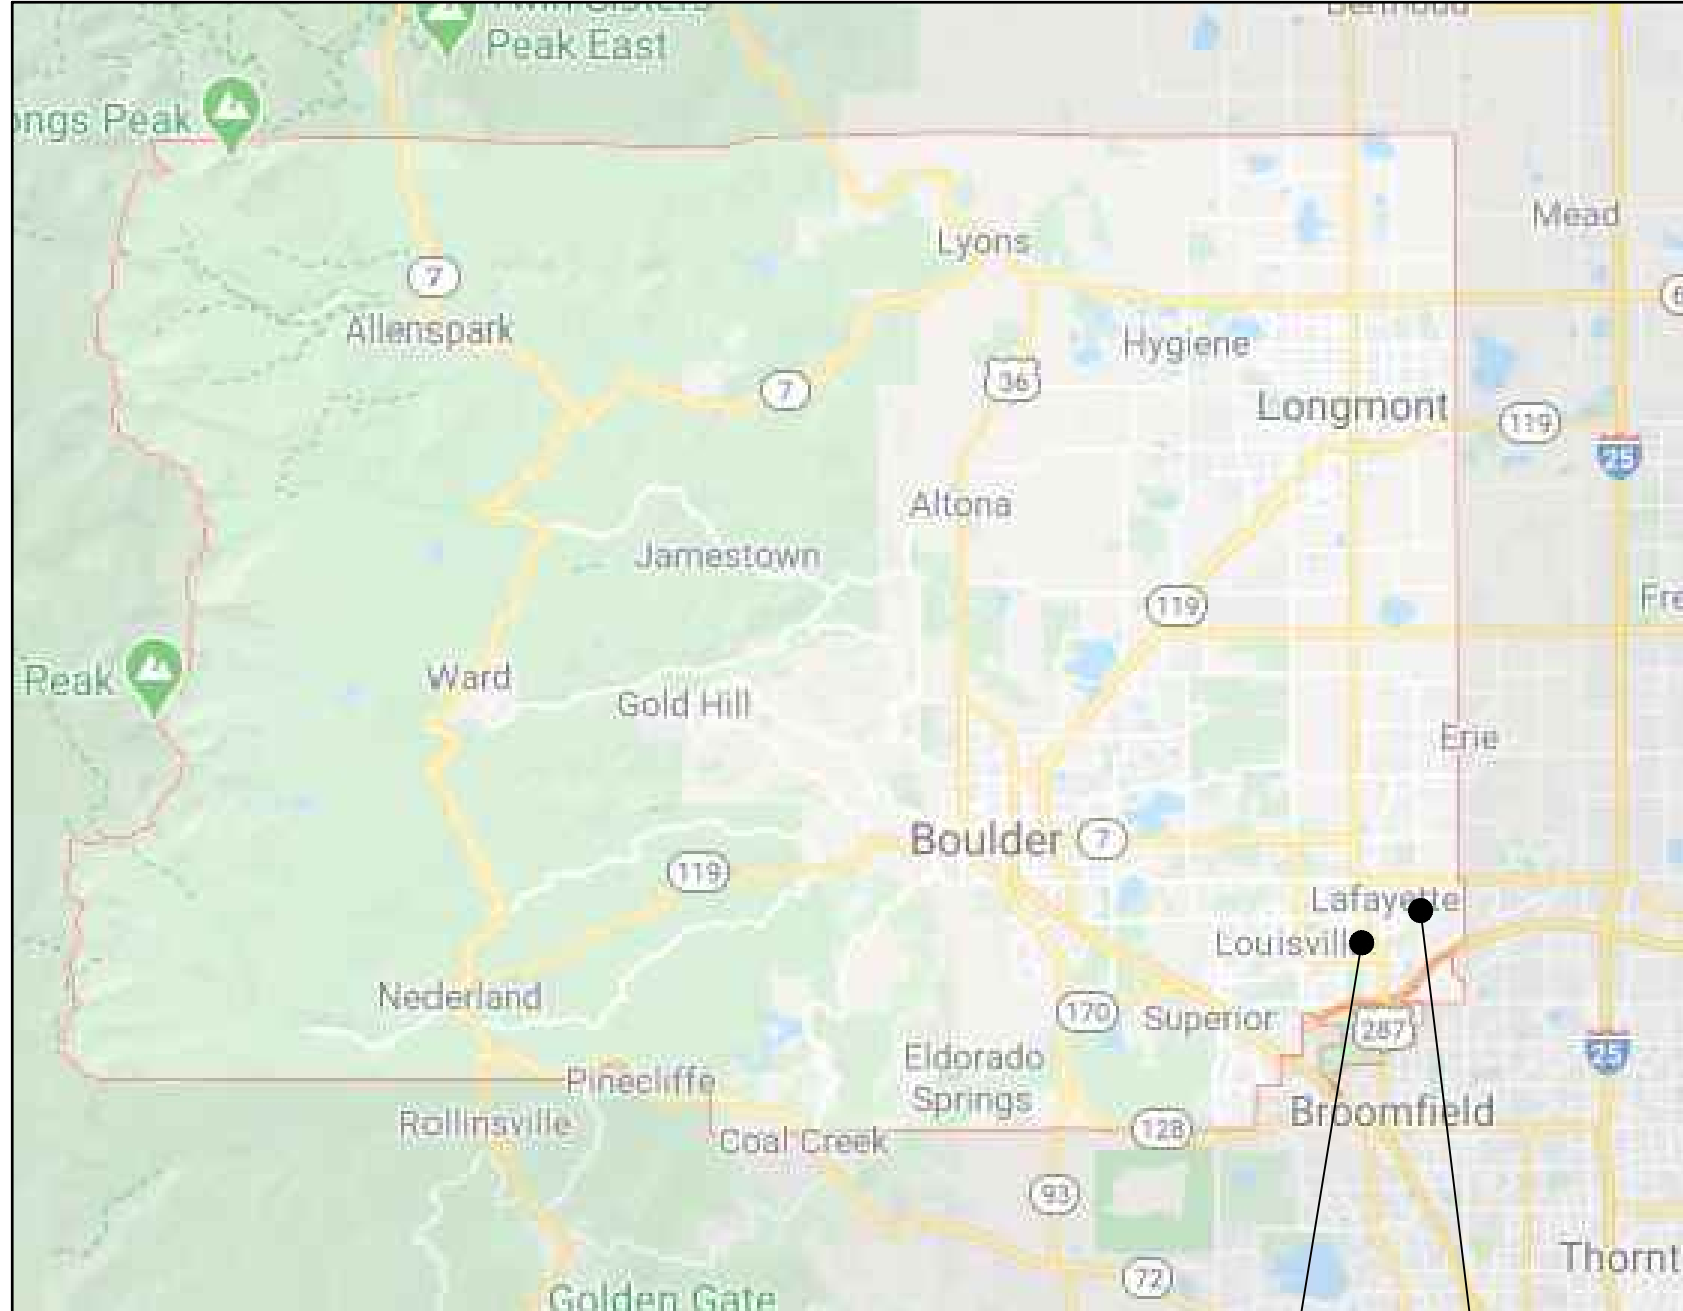 Peak East
ongs Peak
Mead
Lyons
7
Allenspark
Hygiene
7
36
Longmont
119
25
Altona
Jamestown
119
Fre
Ward
Peak
Gold Hill
Erie
Boulder
7
119
Lafayette
Louisvill
Nederland
170
Superior
287
Eldorado
Springs
25
Pinecliffe
Rollinsville
Broomfield
128
Coal Creek
93
Thornt
72
Golden Gate